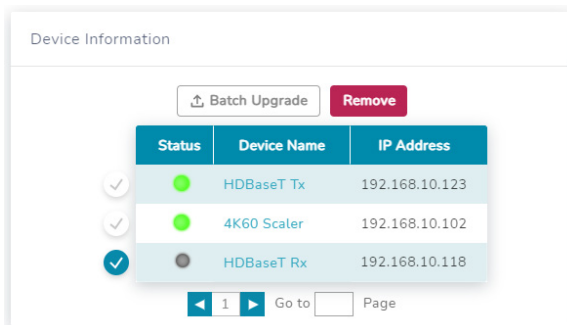 Device Information
Batch Upgrade Remove
Status Device Name IP Address
HDBaseT Tx 192.168.10.123
4K60 Scaler 192.168.10.102
HDBaseT Rx 192.168.10.118
1 Go to Page